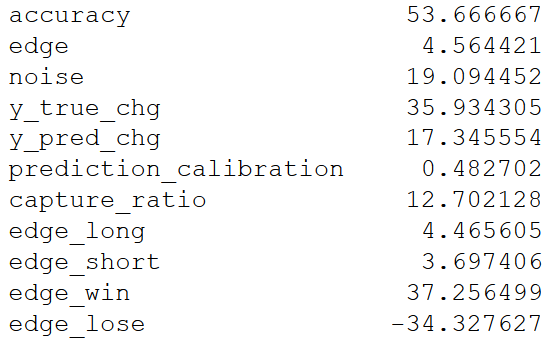 accuracy 53.666667
edge 4.564421
noise 19.094452
y_true_chg 35.934305
y_pred_chg 17.345554
prediction_calibration 0.482702
capture_ratio 12.702128
edge_long 4.465605
edge_short 3.697406
edge_win 37.256499
edge_lose -34.327627